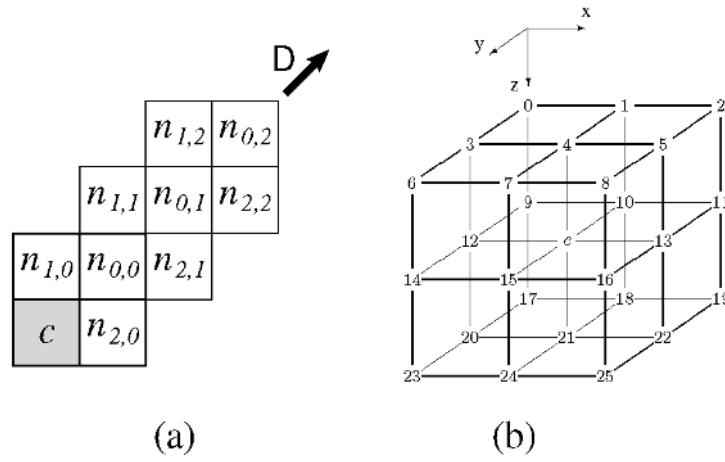 D
n1,2 n0,2
n1,1 n0,1 n2,2
n1,0 n0,0 n2,1
c n2,0
(a)
x
y
z
0 1 2
3 4 5
6 7 8
9 10 11
12 c 13
14 15 16
17 18 19
20 21 22
23 24 25
(b)